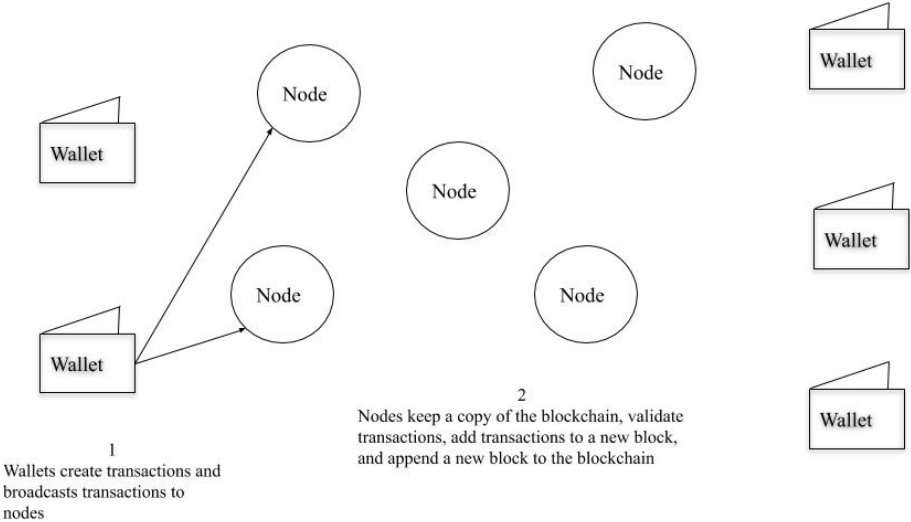 Wallet
Node
Node
Wallet
Node
Wallet
Wallet
Node
Node
Wallet
Wallet
2
Nodes keep a copy of the blockchain, validate
transactions, add transactions to a new block,
and append a new block to the blockchain
1
Wallets create transactions and
broadcasts transactions to
nodes